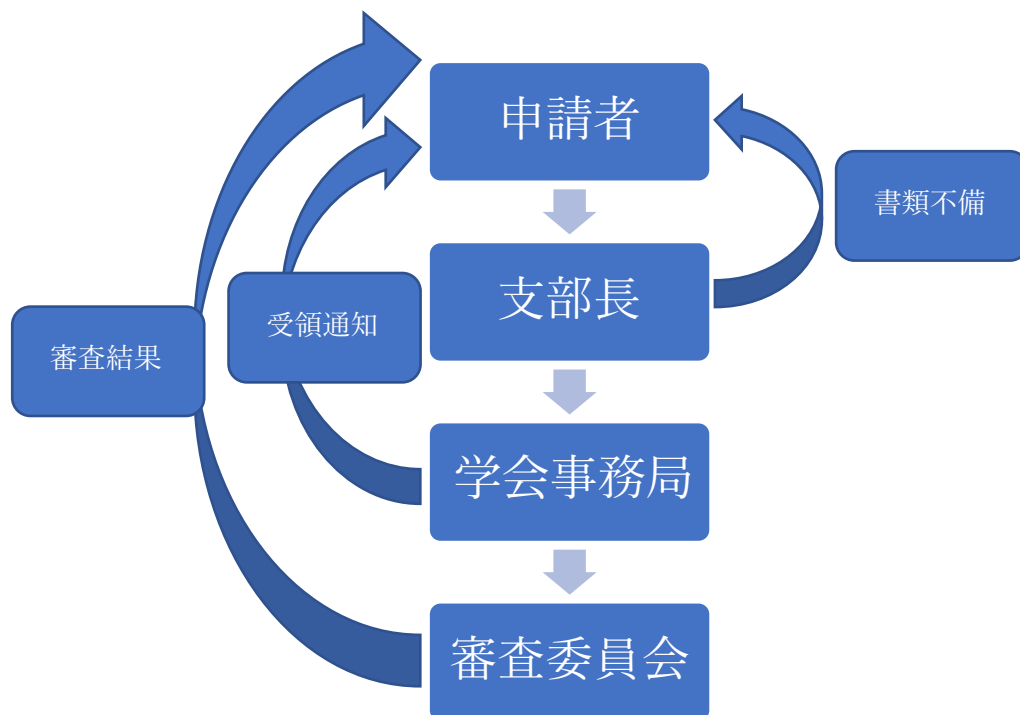 申請者
書類不備
支部長
受領通知
審査結果
学会事務局
審査委員会